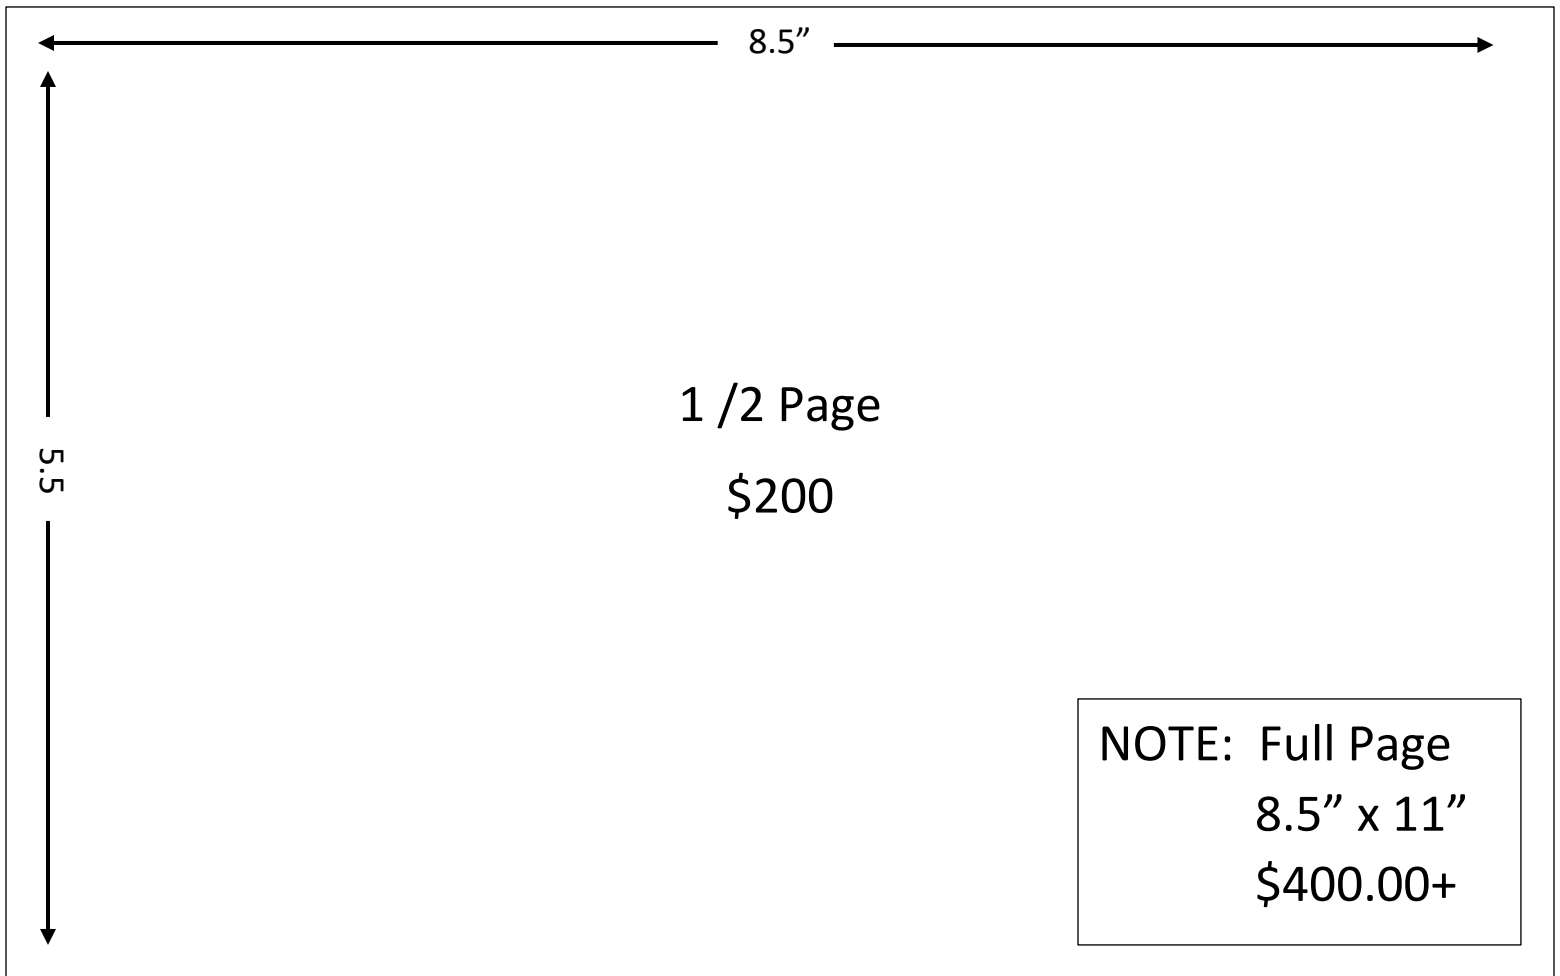 8.5”
5.5
1 /2 Page
$200
NOTE: Full Page
8.5” x 11”
$400.00+